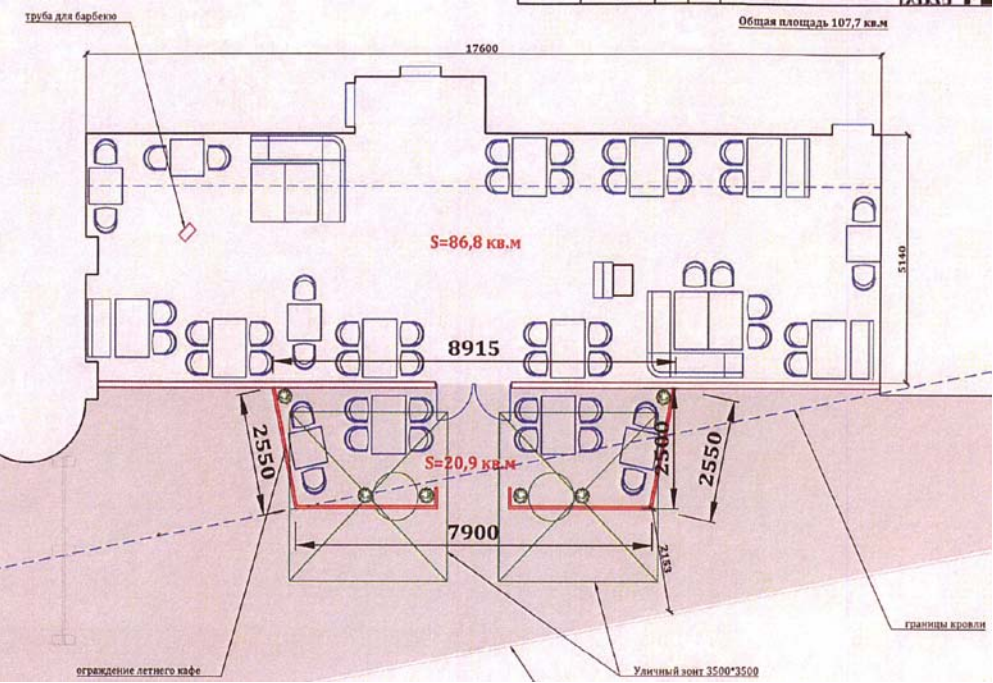 труба для барбекю
Общая площадь 107,7 кв.м
17600
S=86,8 кв.м
5140
8915
2550
2500
2550
S=20,9 кв.м
7900
2153
границы кровли
ограждение летнего кафе
Уличный зонт 3500*3500